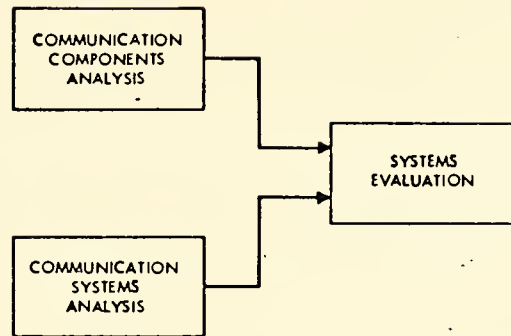 COMMUNICATION
COMPONENTS
ANALYSIS
SYSTEMS
EVALUATION
COMMUNICATION
SYSTEMS
ANALYSIS